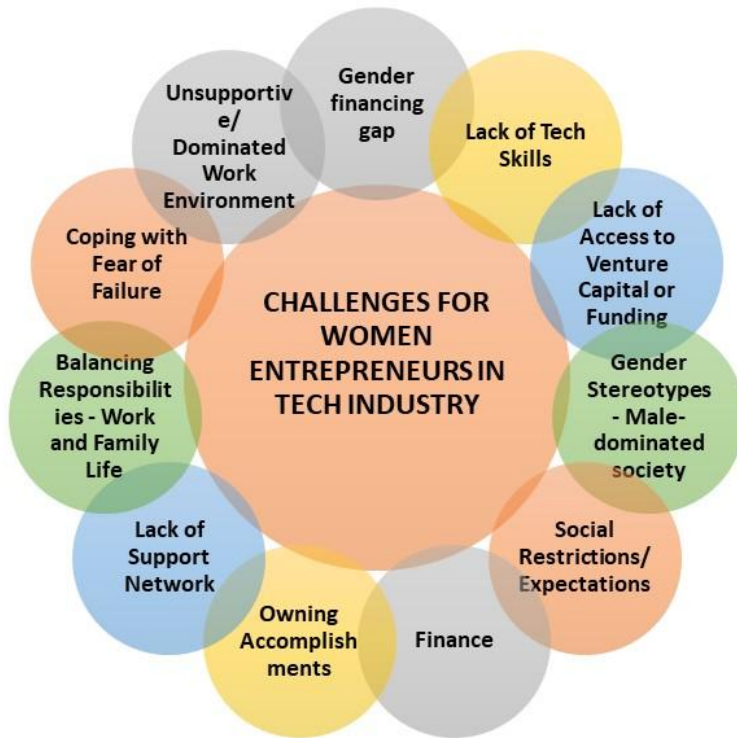 Gender
financing
gap
Lack of Tech
Skills
Lack of
Access to
Venture
Capital or
Funding
Gender
Stereotypes
- Male-
dominated
society
Social
Restrictions/
Expectations
Finance
Owning
Accomplish
ments
Lack of
Support
Network
Balancing
Responsibilit
ies - Work
and Family
Life
Coping with
Fear of
Failure
Unsupportiv
e/
Dominated
Work
Environment
CHALLENGES FOR
WOMEN
ENTREPRENEURS IN
TECH INDUSTRY